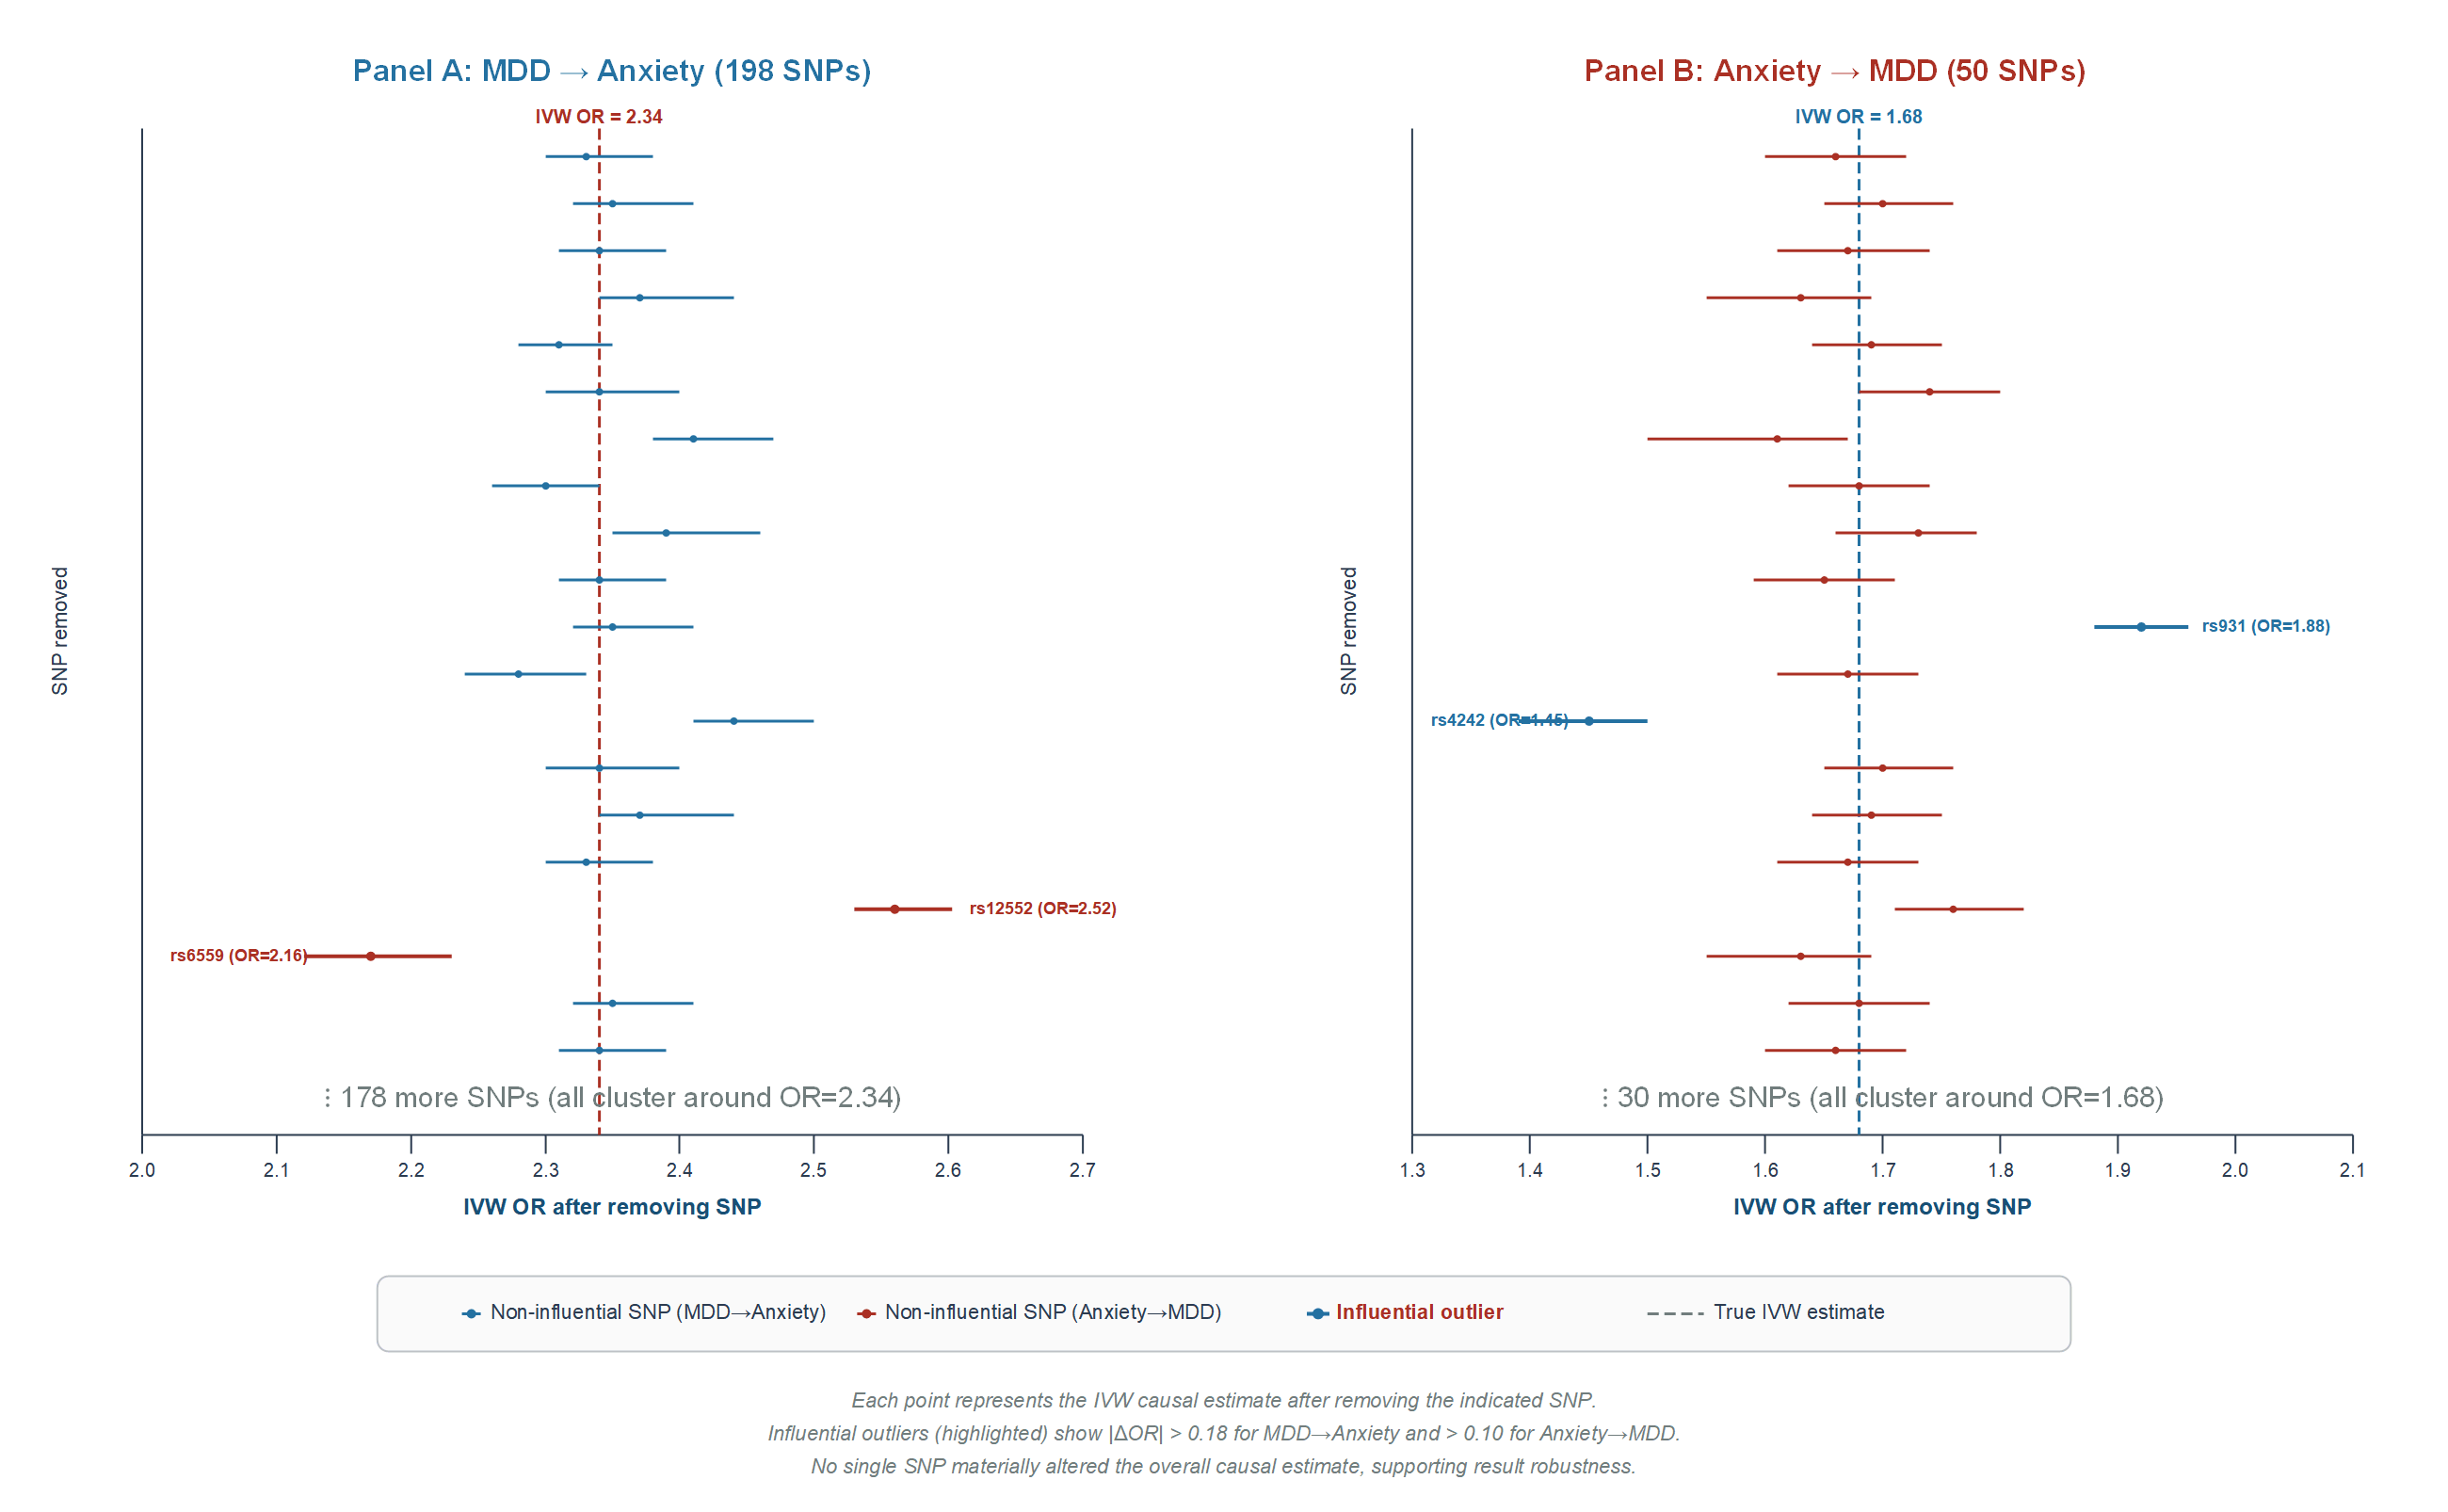 Panel A: MDD → Anxiety (198 SNPs)
IVW OR = 2.34
SNP removed
rs12552 (OR=2.52)
rs6559 (OR=2.16)
⋮ 178 more SNPs (all cluster around OR=2.34)
2.0 2.1 2.2 2.3 2.4 2.5 2.6 2.7
IVW OR after removing SNP
Panel B: Anxiety → MDD (50 SNPs)
IVW OR = 1.68
SNP removed
rs931 (OR=1.88)
rs4242 (OR=1.45)
⋮ 30 more SNPs (all cluster around OR=1.68)
1.3 1.4 1.5 1.6 1.7 1.8 1.9 2.0 2.1
IVW OR after removing SNP
Non-influential SNP (MDD→Anxiety) Non-influential SNP (Anxiety→MDD) Influential outlier True IVW estimate
Each point represents the IVW causal estimate after removing the indicated SNP.
Influential outliers (highlighted) show |ΔOR| > 0.18 for MDD→Anxiety and > 0.10 for Anxiety→MDD.
No single SNP materially altered the overall causal estimate, supporting result robustness.